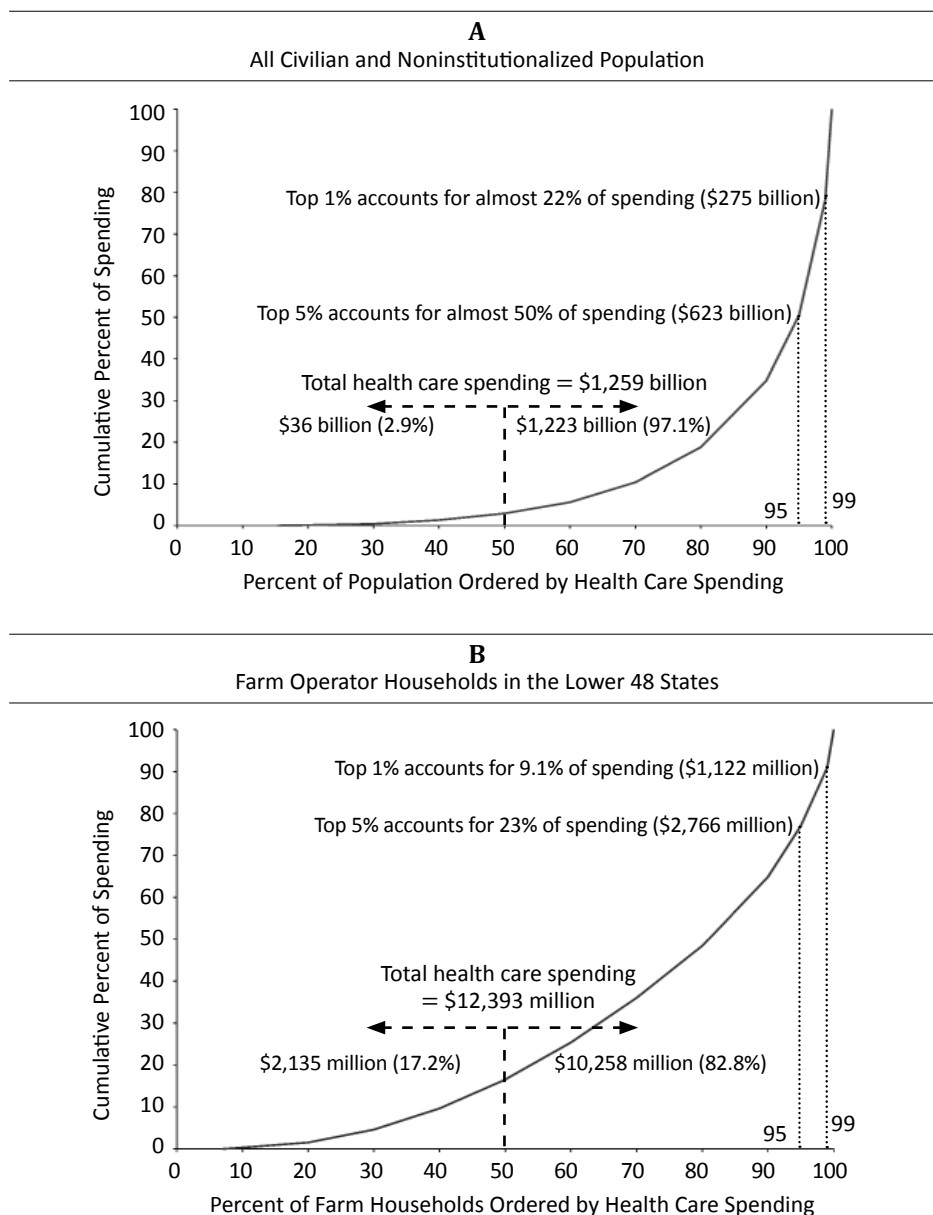 A
All Civilian and Noninstitutionalized Population
100
90
80
70
60
50
40
30
20
10
0
Cumulative Percent of Spending
Top 1% accounts for almost 22% of spending ($275 billion)
Top 5% accounts for almost 50% of spending ($623 billion)
Total health care spending = $1,259 billion
$36 billion (2.9%)
$1,223 billion (97.1%)
95
99
0 10 20 30 40 50 60 70 80 90 100
Percent of Population Ordered by Health Care Spending
B
Farm Operator Households in the Lower 48 States
100
90
80
70
60
50
40
30
20
10
0
Cumulative Percent of Spending
Top 1% accounts for 9.1% of spending ($1,122 million)
Top 5% accounts for 23% of spending ($2,766 million)
Total health care spending
= $12,393 million
$2,135 million (17.2%)
$10,258 million (82.8%)
95
99
0 10 20 30 40 50 60 70 80 90 100
Percent of Farm Households Ordered by Health Care Spending